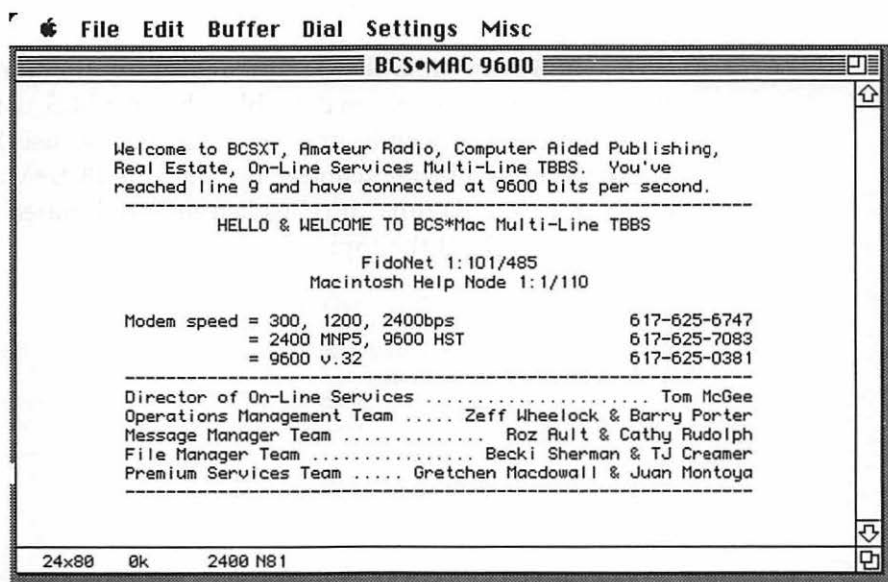 File Edit Buffer Dial Settings Misc
BCS•MAC 9600
Welcome to BCSXT, Amateur Radio, Computer Aided Publishing,
Real Estate, On-Line Services Multi-Line TBBS. You've
reached line 9 and have connected at 9600 bits per second.
HELLO & WELCOME TO BCS*Mac Multi-Line TBBS
FidoNet 1:101/485
Macintosh Help Node 1:1/110
Modem speed = 300, 1200, 2400bps 617-625-6747
= 2400 MNP5, 9600 HST 617-625-7083
= 9600 v.32 617-625-0381
Director of On-Line Services ...................... Tom McGee
Operations Management Team ..... Zeff Wheelock & Barry Porter
Message Manager Team .............. Roz Ault & Cathy Rudolph
File Manager Team ................ Becki Sherman & TJ Creamer
Premium Services Team ..... Gretchen Macdowall & Juan Montoya
24x80 0k 2400 N81